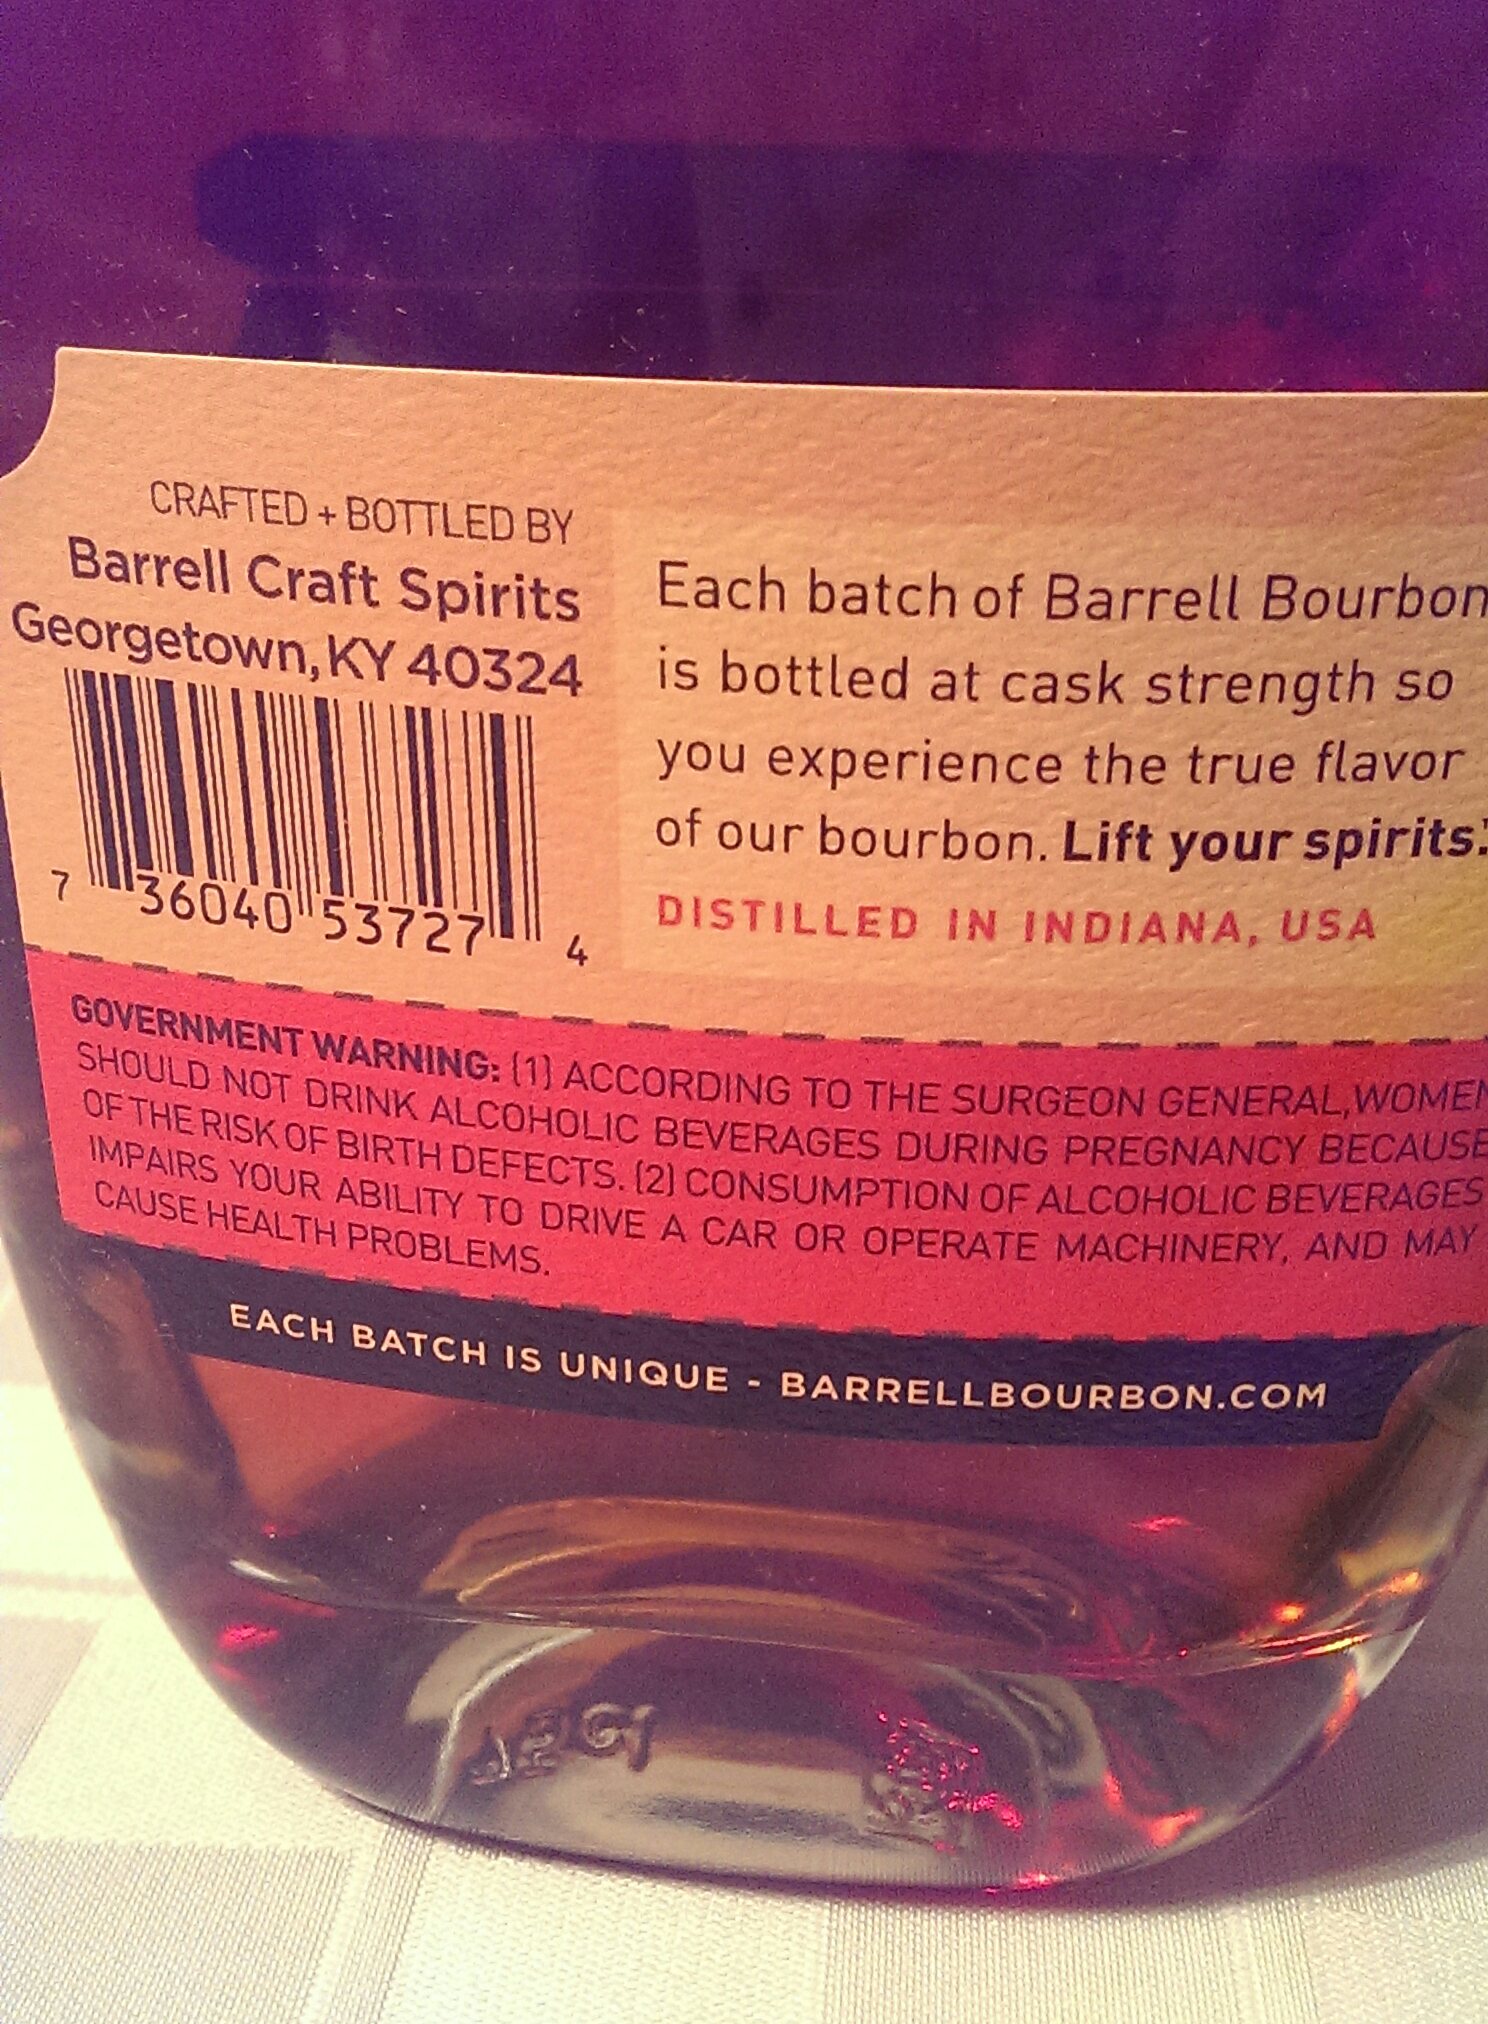 CRAFTED + BOTTLED BY
Barrell Craft Spirits
Georgetown, KY 40324
7 36040 53727 4
Each batch of Barrell Bourbon
is bottled at cask strength so
you experience the true flavor
of our bourbon. Lift your spirits.
DISTILLED IN INDIANA, USA
GOVERNMENT WARNING: (1) ACCORDING TO THE SURGEON GENERAL, WOMEN
SHOULD NOT DRINK ALCOHOLIC BEVERAGES DURING PREGNANCY BECAUSE
OF THE RISK OF BIRTH DEFECTS. (2) CONSUMPTION OF ALCOHOLIC BEVERAGES
IMPAIRS YOUR ABILITY TO DRIVE A CAR OR OPERATE MACHINERY, AND MAY
CAUSE HEALTH PROBLEMS.
EACH BATCH IS UNIQUE - BARRELLBOURBON.COM